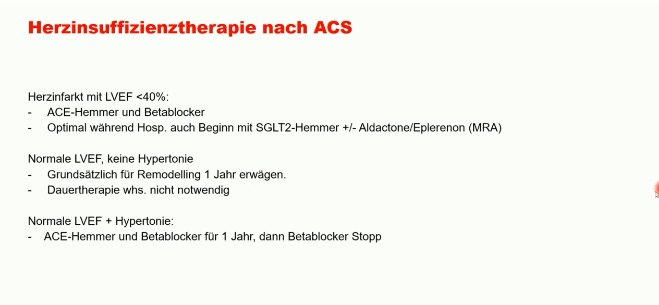 Herzinsuffizienztherapie nach ACS
Herzinfarkt mit LVEF <40%:
- ACE-Hemmer und Betablocker
- Optimal während Hosp. auch Beginn mit SGLT2-Hemmer +/- Aldactone/Eplerenon (MRA)
Normale LVEF, keine Hypertonie
- Grundsätzlich für Remodelling 1 Jahr erwägen.
- Dauertherapie whs. nicht notwendig
Normale LVEF + Hypertonie:
- ACE-Hemmer und Betablocker für 1 Jahr, dann Betablocker Stopp